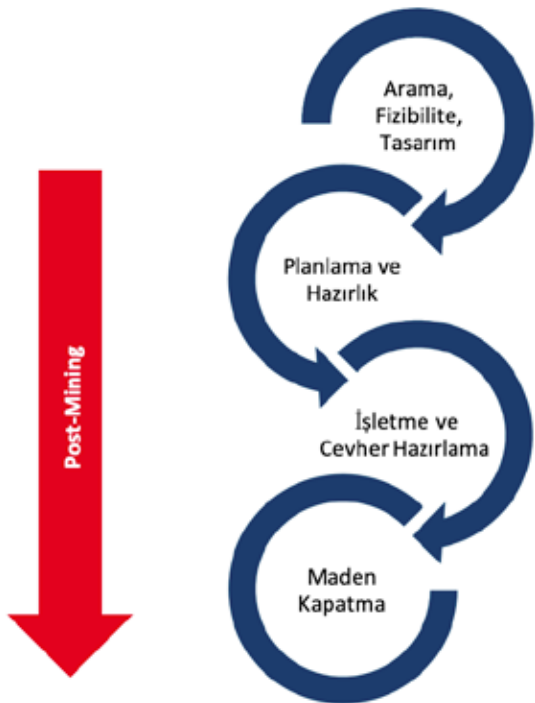 Arama,
Fizibilite,
Tasarım
Planlama ve
Hazırlık
Post-Mining
İşletme ve
Cevher Hazırlama
Maden
Kapatma